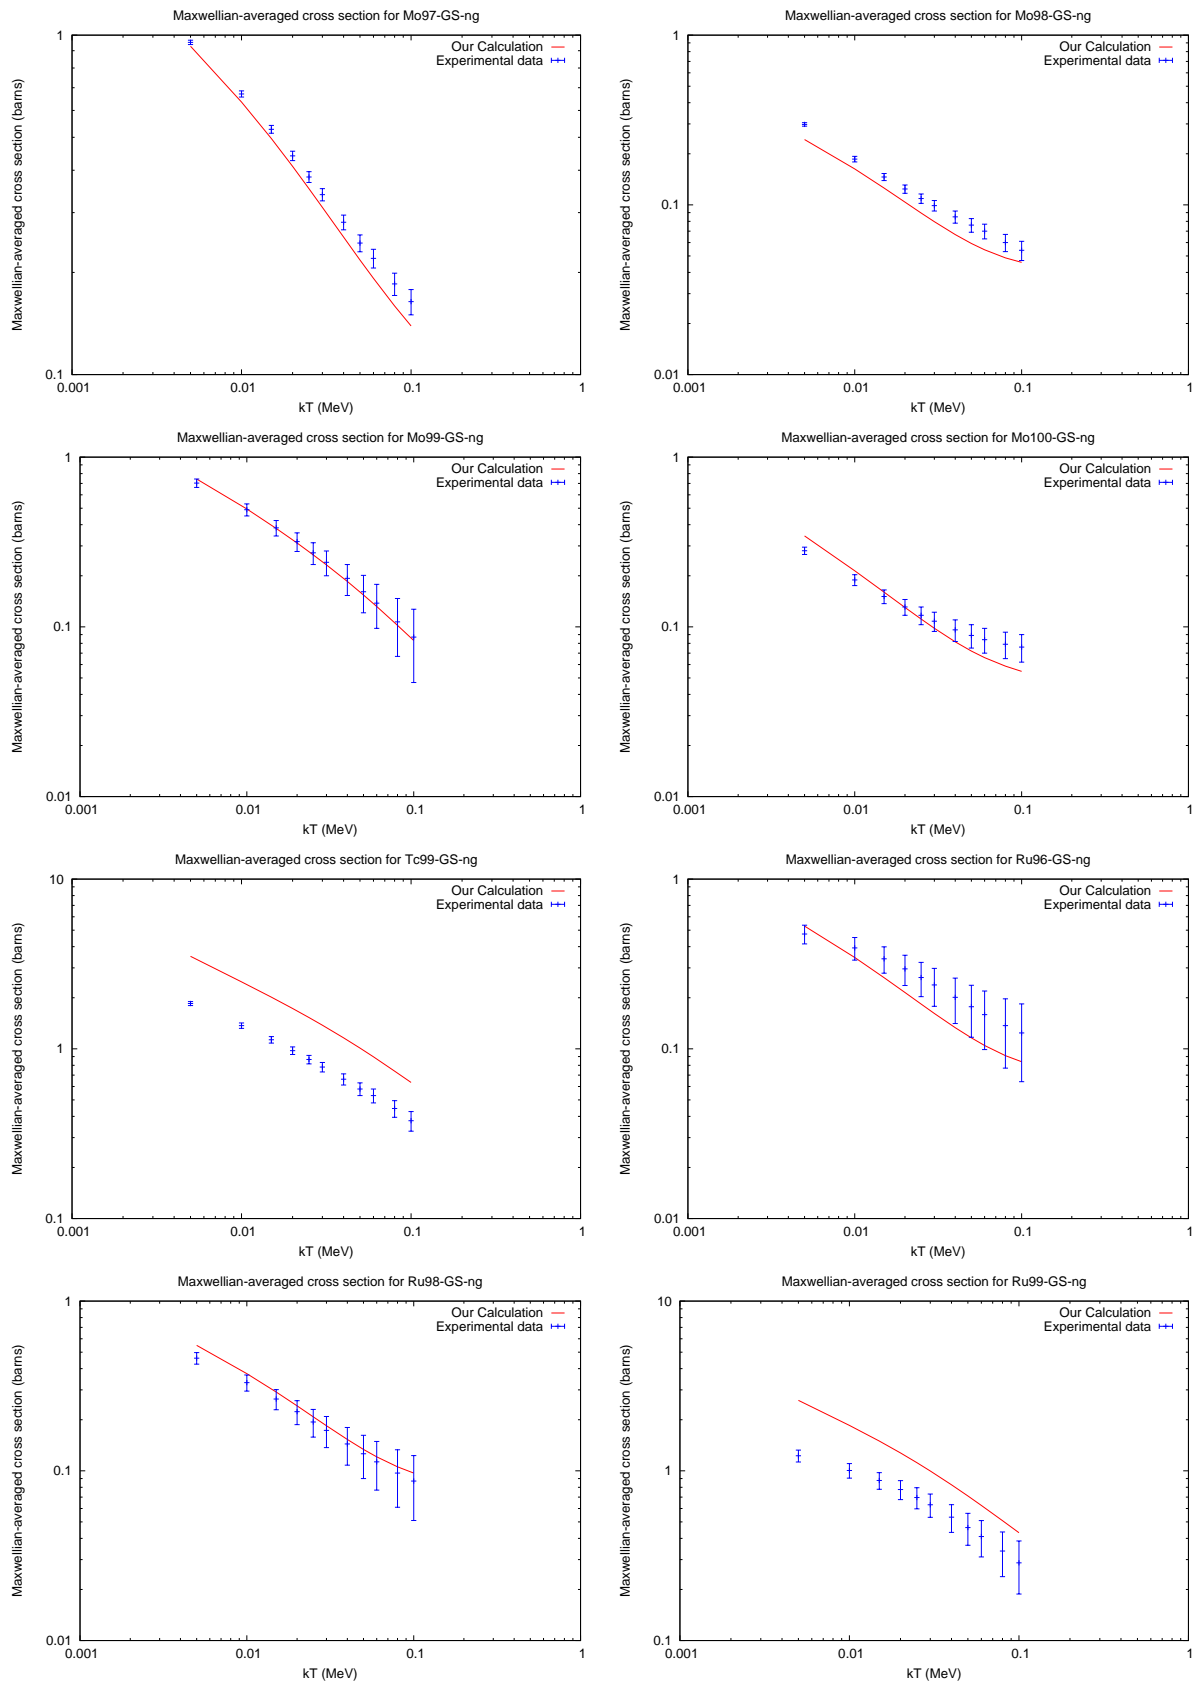 Maxwellian-averaged cross section for Mo97-GS-ng
1
Our Calculation
Experimental data
Maxwellian-averaged cross section (barns)
0.1
0.001
0.01
0.1
1
kT (MeV)
Maxwellian-averaged cross section for Mo98-GS-ng
1
Our Calculation
Experimental data
Maxwellian-averaged cross section (barns)
0.1
0.01
0.001
0.01
0.1
1
kT (MeV)
Maxwellian-averaged cross section for Mo99-GS-ng
1
Our Calculation
Experimental data
Maxwellian-averaged cross section (barns)
0.1
0.01
0.001
0.01
0.1
1
kT (MeV)
Maxwellian-averaged cross section for Mo100-GS-ng
1
Our Calculation
Experimental data
Maxwellian-averaged cross section (barns)
0.1
0.01
0.001
0.01
0.1
1
kT (MeV)
Maxwellian-averaged cross section for Tc99-GS-ng
10
Our Calculation
Experimental data
Maxwellian-averaged cross section (barns)
1
0.1
0.001
0.01
0.1
1
kT (MeV)
Maxwellian-averaged cross section for Ru96-GS-ng
1
Our Calculation
Experimental data
Maxwellian-averaged cross section (barns)
0.1
0.01
0.001
0.01
0.1
1
kT (MeV)
Maxwellian-averaged cross section for Ru98-GS-ng
1
Our Calculation
Experimental data
Maxwellian-averaged cross section (barns)
0.1
0.01
0.001
0.01
0.1
1
kT (MeV)
Maxwellian-averaged cross section for Ru99-GS-ng
10
Our Calculation
Experimental data
Maxwellian-averaged cross section (barns)
1
0.1
0.001
0.01
0.1
1
kT (MeV)